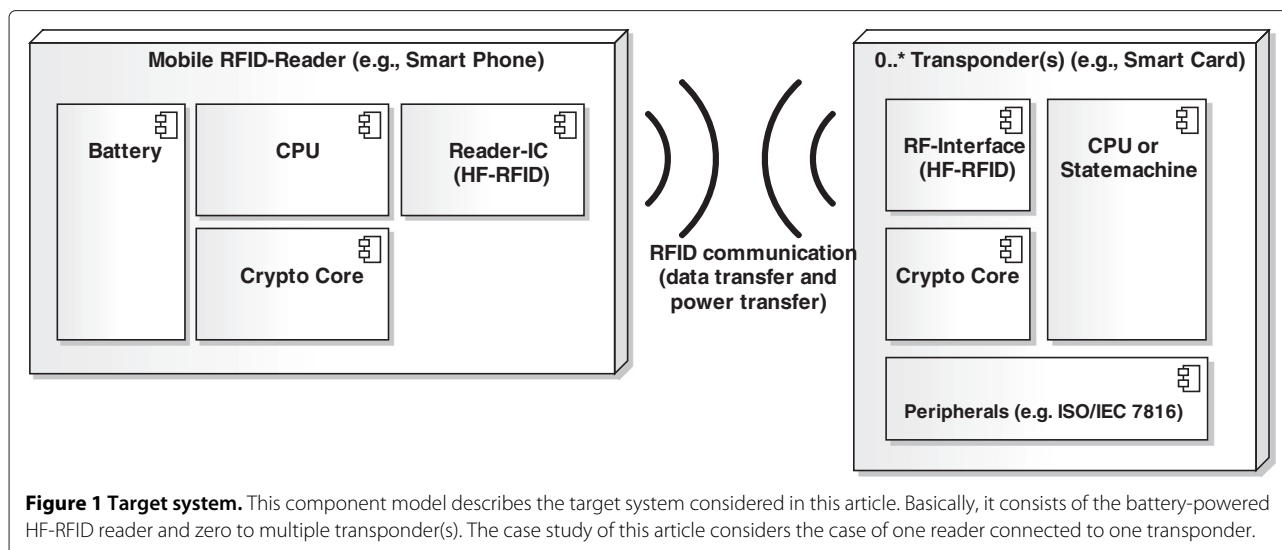 Mobile RFID-Reader (e.g., Smart Phone)
Battery
CPU
Reader-IC
(HF-RFID)
Crypto Core
RFID communication
(data transfer and
power transfer)
0..* Transponder(s) (e.g., Smart Card)
RF-Interface
(HF-RFID)
CPU or
Statemachine
Crypto Core
Peripherals (e.g. ISO/IEC 7816)
Figure 1 Target system. This component model describes the target system considered in this article. Basically, it consists of the battery-powered
HF-RFID reader and zero to multiple transponder(s). The case study of this article considers the case of one reader connected to one transponder.